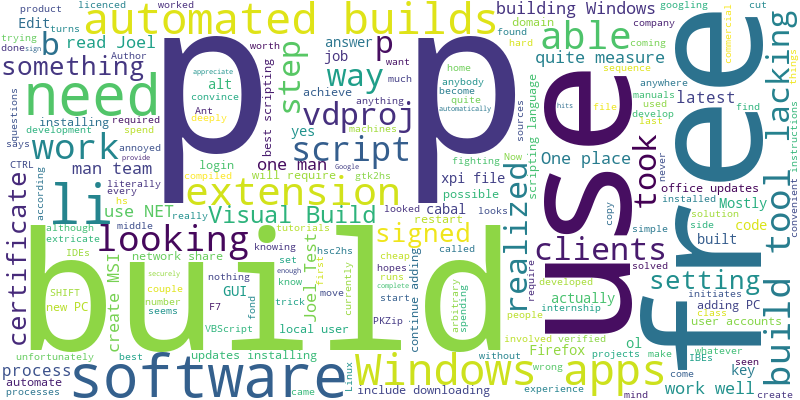 product licenced worked
Edit turns
automated builds
building Windows
domain company googling cut
trying done sign
b read Joel
p p
step
answer job
found hard coming
able
quite measure
commercial
free
Author
something
alt convince
worth best scripting
home anybody become quite automatically
much want anything
sequence anywhere things
need
way
vdproj
achieve
script
manuals used develop last
latest
build tool lacking
questions installing required
development spend
Ant deeply
appreciate
sources
scripting language
use
file hits
find
convenient instructions
work
says annoyed
machines
yes
login compiled
provide Google
fighting
One place
took
never
Mostly
man team
one man
will require gtk2hs
xpi file
possible
Now
office updates
CTRL literally every
extension
cabal
looked looks
installed side
according
li
use NET
really
Visual Build
signed
restart
realized
copy simple
solution
code
certificate
although extricate
hs middle
tutorials
hsc2hs
called
knowing
clients
built
solved
looking
IDEs
create MSI
network share
couple number seems
nothing
set know trick
Joel Test
currently
cheap hopes runs
continue adding
people require
setting
adding PC
initiates class
user accounts
SHIFT new PC
securely
F7
GUI
first
fond
enough
complete
start move
arbitrary spending
developed internship
actually
build
VBScript
local user
PKZip
involved verified
projects make
whatever
IBEs
unfortunately best
updates installing
Linux
without
Firefox
wrong
come seen
process
automate processes
software
came
include downloading
Windows apps
ol
mind
experience
key
work well
create